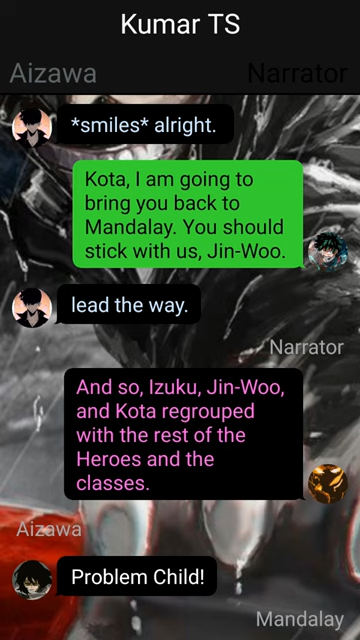 Kumar TS
Aizawa
Narrator
*smiles* alright.
Kota, I am going to
bring you back to
Mandalay. You should
stick with us, Jin-Woo.
lead the way.
Narrator
And so, Izuku, Jin-Woo,
and Kota regrouped
with the rest of the
Heroes and the
classes.
Aizawa
Problem Child!
Mandalay